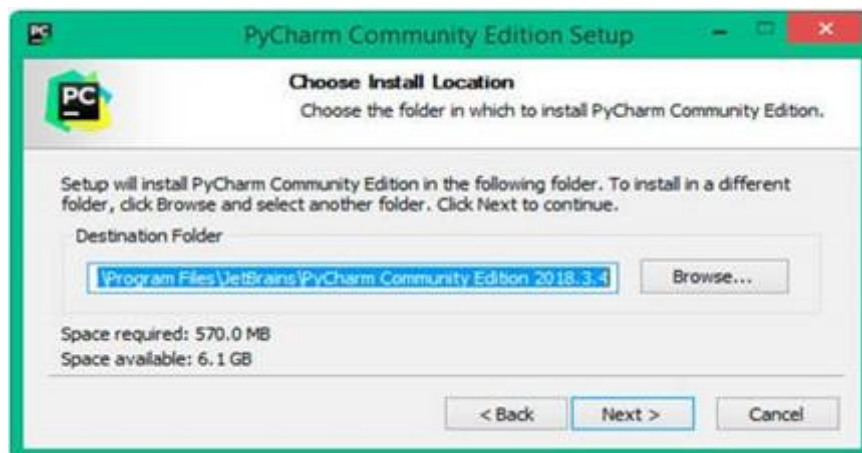 PC
PyCharm Community Edition Setup
PC
Choose Install Location
Choose the folder in which to install PyCharm Community Edition.
Setup will install PyCharm Community Edition in the following folder. To install in a different
folder, click Browse and select another folder. Click Next to continue.
Destination Folder
\Program Files\JetBrains\PyCharm Community Edition 2018.3.4
Browse...
Space required: 570.0 MB
Space available: 6.1 GB
< Back
Next >
Cancel